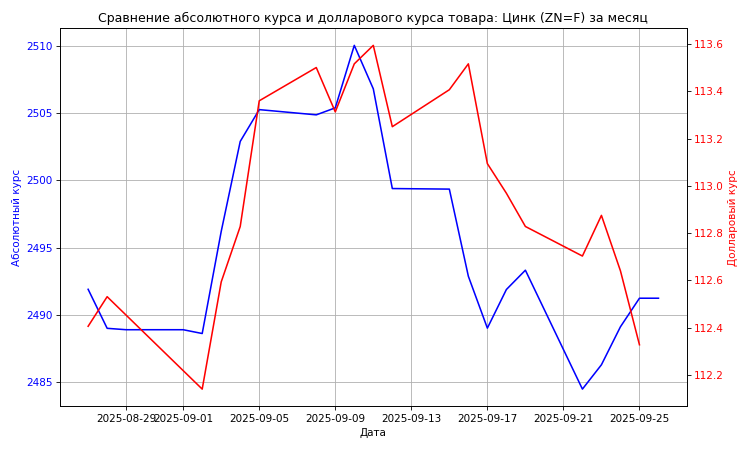 Сравнение абсолютного курса и долларового курса товара: Цинк (ZN=F) за месяц
2510
2505
2500
2495
2490
2485
Абсолютный курс
113.6
113.4
113.2
113.0
112.8
112.6
112.4
112.2
Долларовый курс
2025-08-29 2025-09-01 2025-09-05 2025-09-09 2025-09-13 2025-09-17 2025-09-21 2025-09-25
Дата